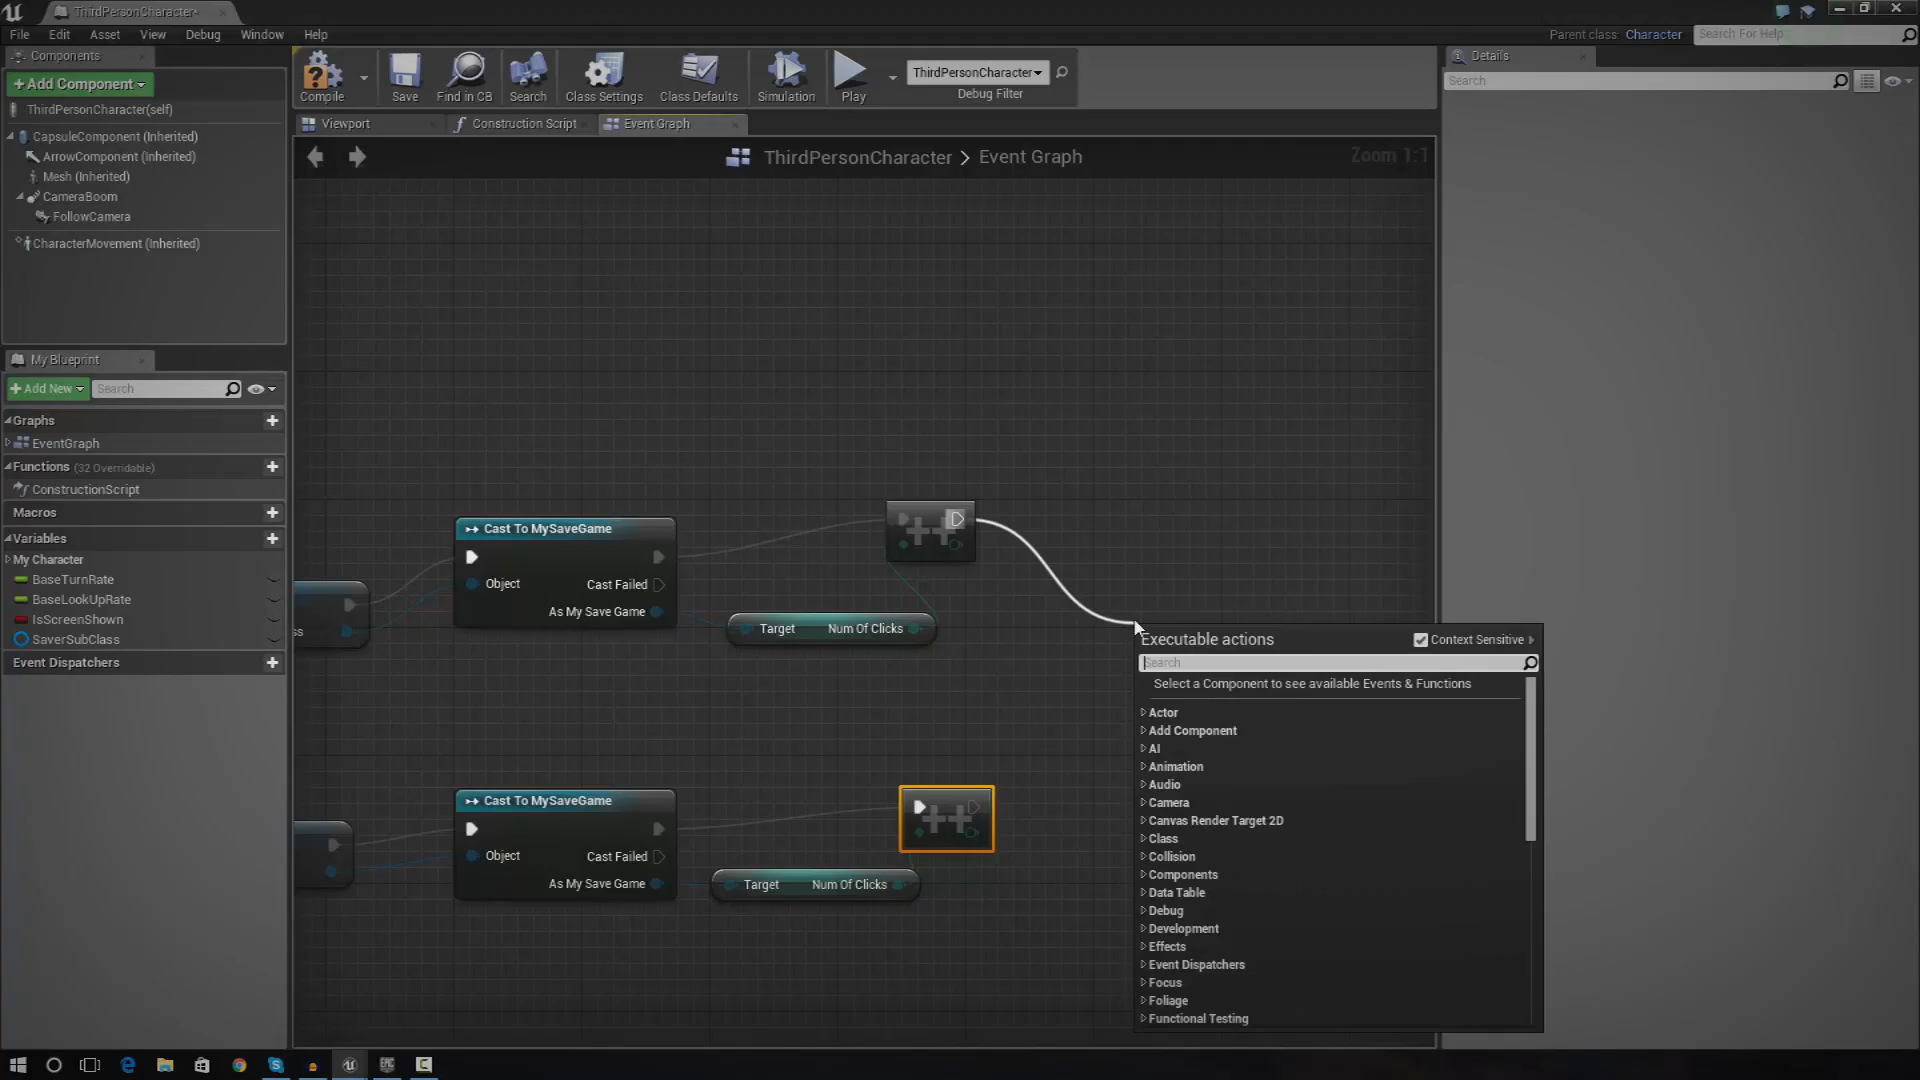 ThirdPersonCharacter
File Edit Asset View Debug Window Help
Parent class: Character
Search For Help
Components
+ Add Component
ThirdPersonCharacter(self)
CapsuleComponent (Inherited)
ArrowComponent (Inherited)
Mesh (Inherited)
CameraBoom
FollowCamera
CharacterMovement (Inherited)
My Blueprint
+ Add New
Search
Graphs
EventGraph
Functions (32 Overridable)
ConstructionScript
Macros
Variables
My Character
BaseTurnRate
BaseLookUpRate
IsScreenShown
SaverSubClass
Event Dispatchers
Compile
Save
Find in CB
Search
Class Settings
Class Defaults
Simulation
Play
ThirdPersonCharacter
Debug Filter
Viewport
Construction Script
Event Graph
ThirdPersonCharacter > Event Graph
Zoom 1:1
ss
Cast To MySaveGame
Object
Cast Failed
As My Save Game
Target Num Of Clicks
++
Cast To MySaveGame
Object
Cast Failed
As My Save Game
Target Num Of Clicks
++
Executable actions
Context Sensitive
Search
Select a Component to see available Events & Functions
Actor
Add Component
AI
Animation
Audio
Camera
Canvas Render Target 2D
Class
Collision
Components
Data Table
Debug
Development
Effects
Event Dispatchers
Focus
Foliage
Functional Testing
Details
Search